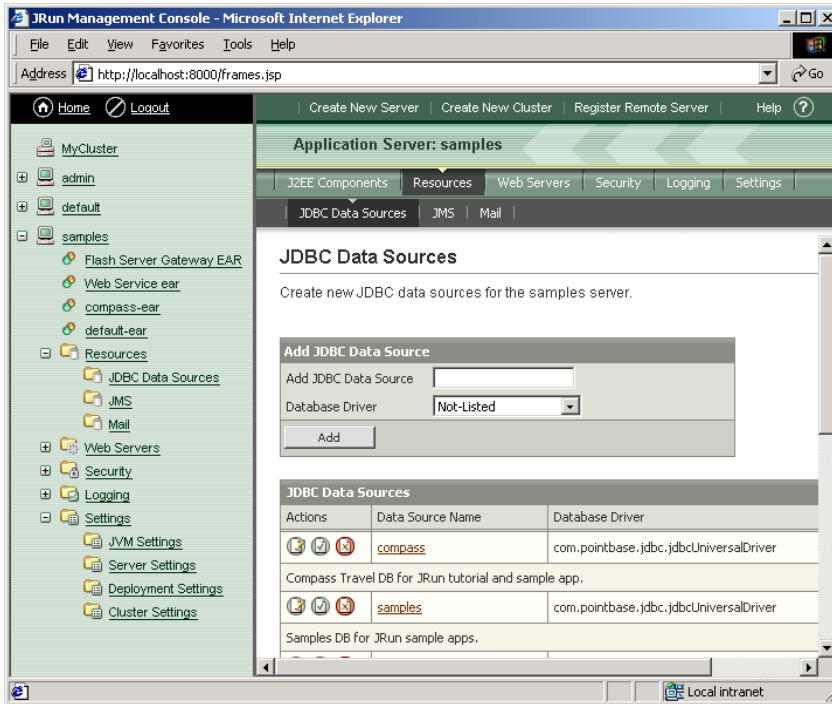 JRun Management Console - Microsoft Internet Explorer
File Edit View Favorites Tools Help
Address http://localhost:8000/frames.jsp Go
Home Logout
Create New Server | Create New Cluster | Register Remote Server | Help ?
MyCluster
admin
default
samples
Flash Server Gateway EAR
Web Service ear
compass-ear
default-ear
Resources
JDBC Data Sources
JMS
Mail
Web Servers
Security
Logging
Settings
JVM Settings
Server Settings
Deployment Settings
Cluster Settings
Application Server: samples
J2EE Components Resources Web Servers Security Logging Settings
JDBC Data Sources | JMS | Mail |
JDBC Data Sources
Create new JDBC data sources for the samples server.
Add JDBC Data Source
Add JDBC Data Source
Database Driver Not-Listed
Add
JDBC Data Sources
Actions Data Source Name Database Driver
compass com.pointbase.jdbc.jdbcUniversalDriver
Compass Travel DB for JRun tutorial and sample app.
samples com.pointbase.jdbc.jdbcUniversalDriver
Samples DB for JRun sample apps.
Local intranet